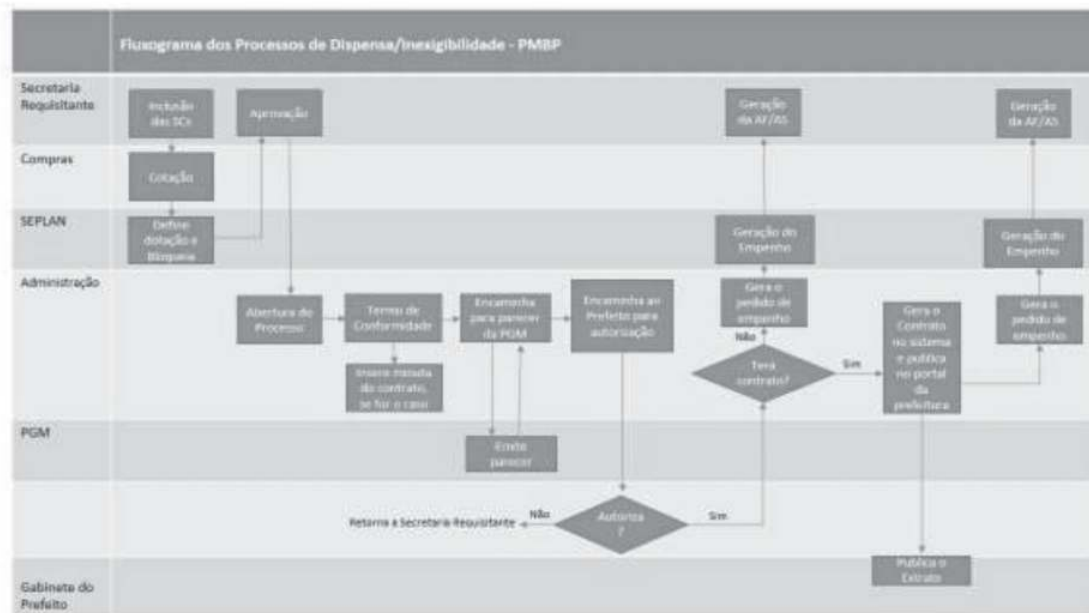 Fluxograma dos Processos de Dispensa/Inexigibilidade - PMBP
Secretaria
Requisitante
Inclusão
das SCs
Aprovação
Geração
da AF/AS
Geração
da AF/AS
Compras
Cotação
SEPLAN
Define
dotação e
Bloqueia
Geração do
Empenho
Geração do
Empenho
Administração
Abertura do
Processo
Termo de
Conformidade
Encaminha
para parecer
da PGM
Encaminha ao
Prefeito para
autorização
Gera o
pedido de
empenho
Não
Terá
contrato?
Sim
Gera o
Contrato
no sistema
e publica
no portal
da
prefeitura
Gera o
pedido de
empenho
Insere minuta
do contrato,
se for o caso
PGM
Emite
parecer
Retorna a Secretaria Requisitante
Não
Autoriza
?
Sim
Gabinete do
Prefeito
Publica o
Extrato